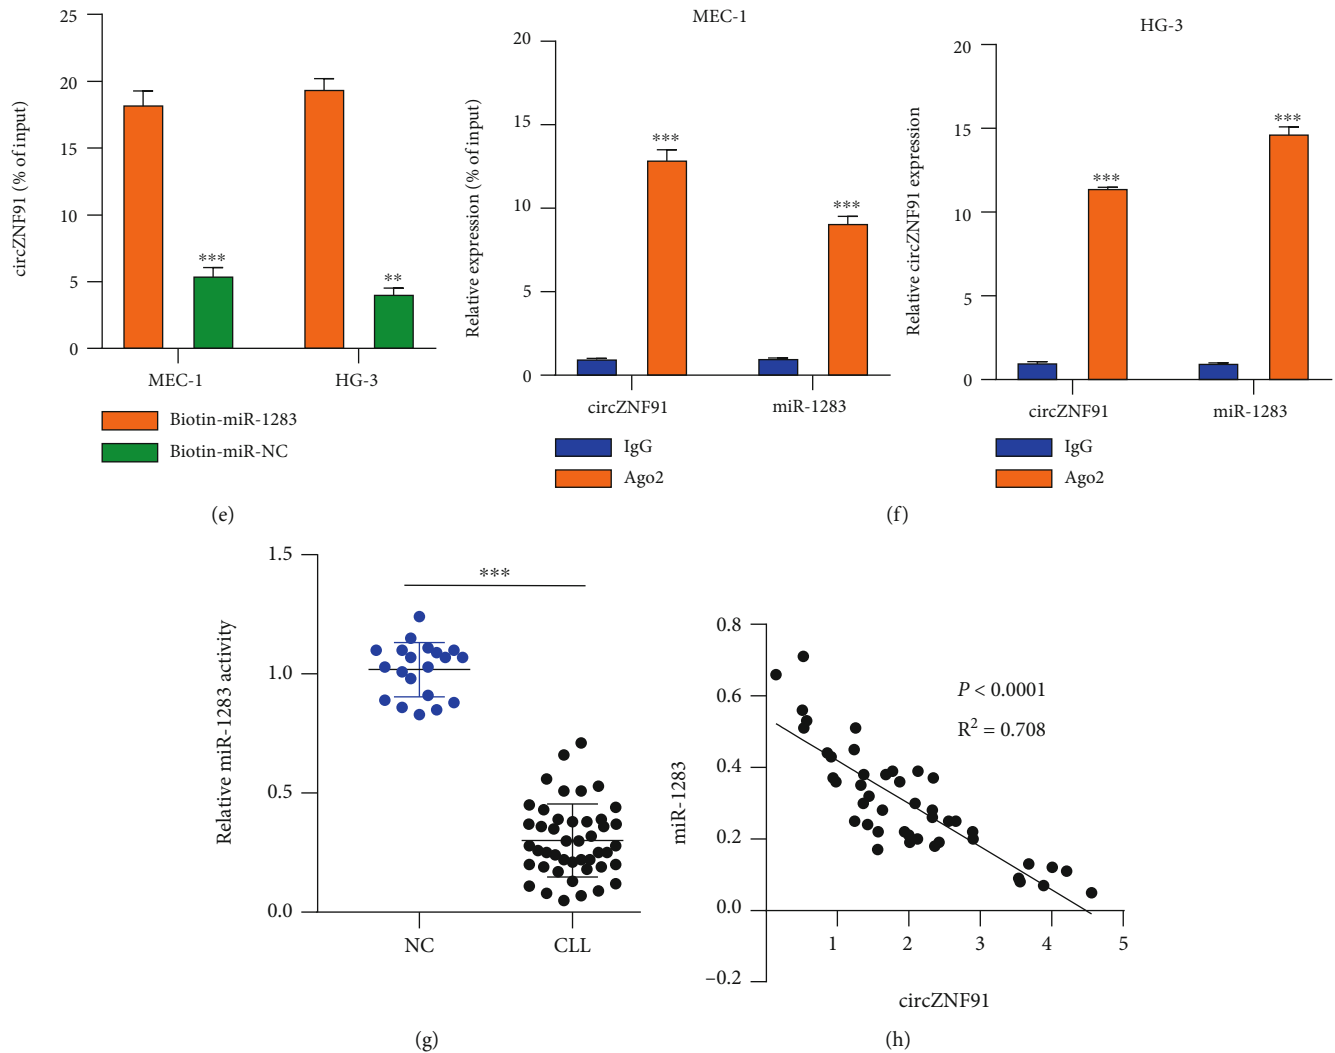 circZNF91 (% of input)
25
20
15
10
5
0
***
**
MEC-1
HG-3
Biotin-miR-1283
Biotin-miR-NC
(e)
MEC-1
Relative expression (% of input)
20
15
10
5
0
***
***
circZNF91
miR-1283
IgG
Ago2
HG-3
Relative circZNF91 expression
20
15
10
5
0
***
***
circZNF91
miR-1283
IgG
Ago2
(f)
Relative miR-1283 activity
1.5
1.0
0.5
0.0
***
NC
CLL
(g)
miR-1283
0.8
0.6
0.4
0.2
0.0
−0.2
P < 0.0001
R² = 0.708
1
2
3
4
5
circZNF91
(h)